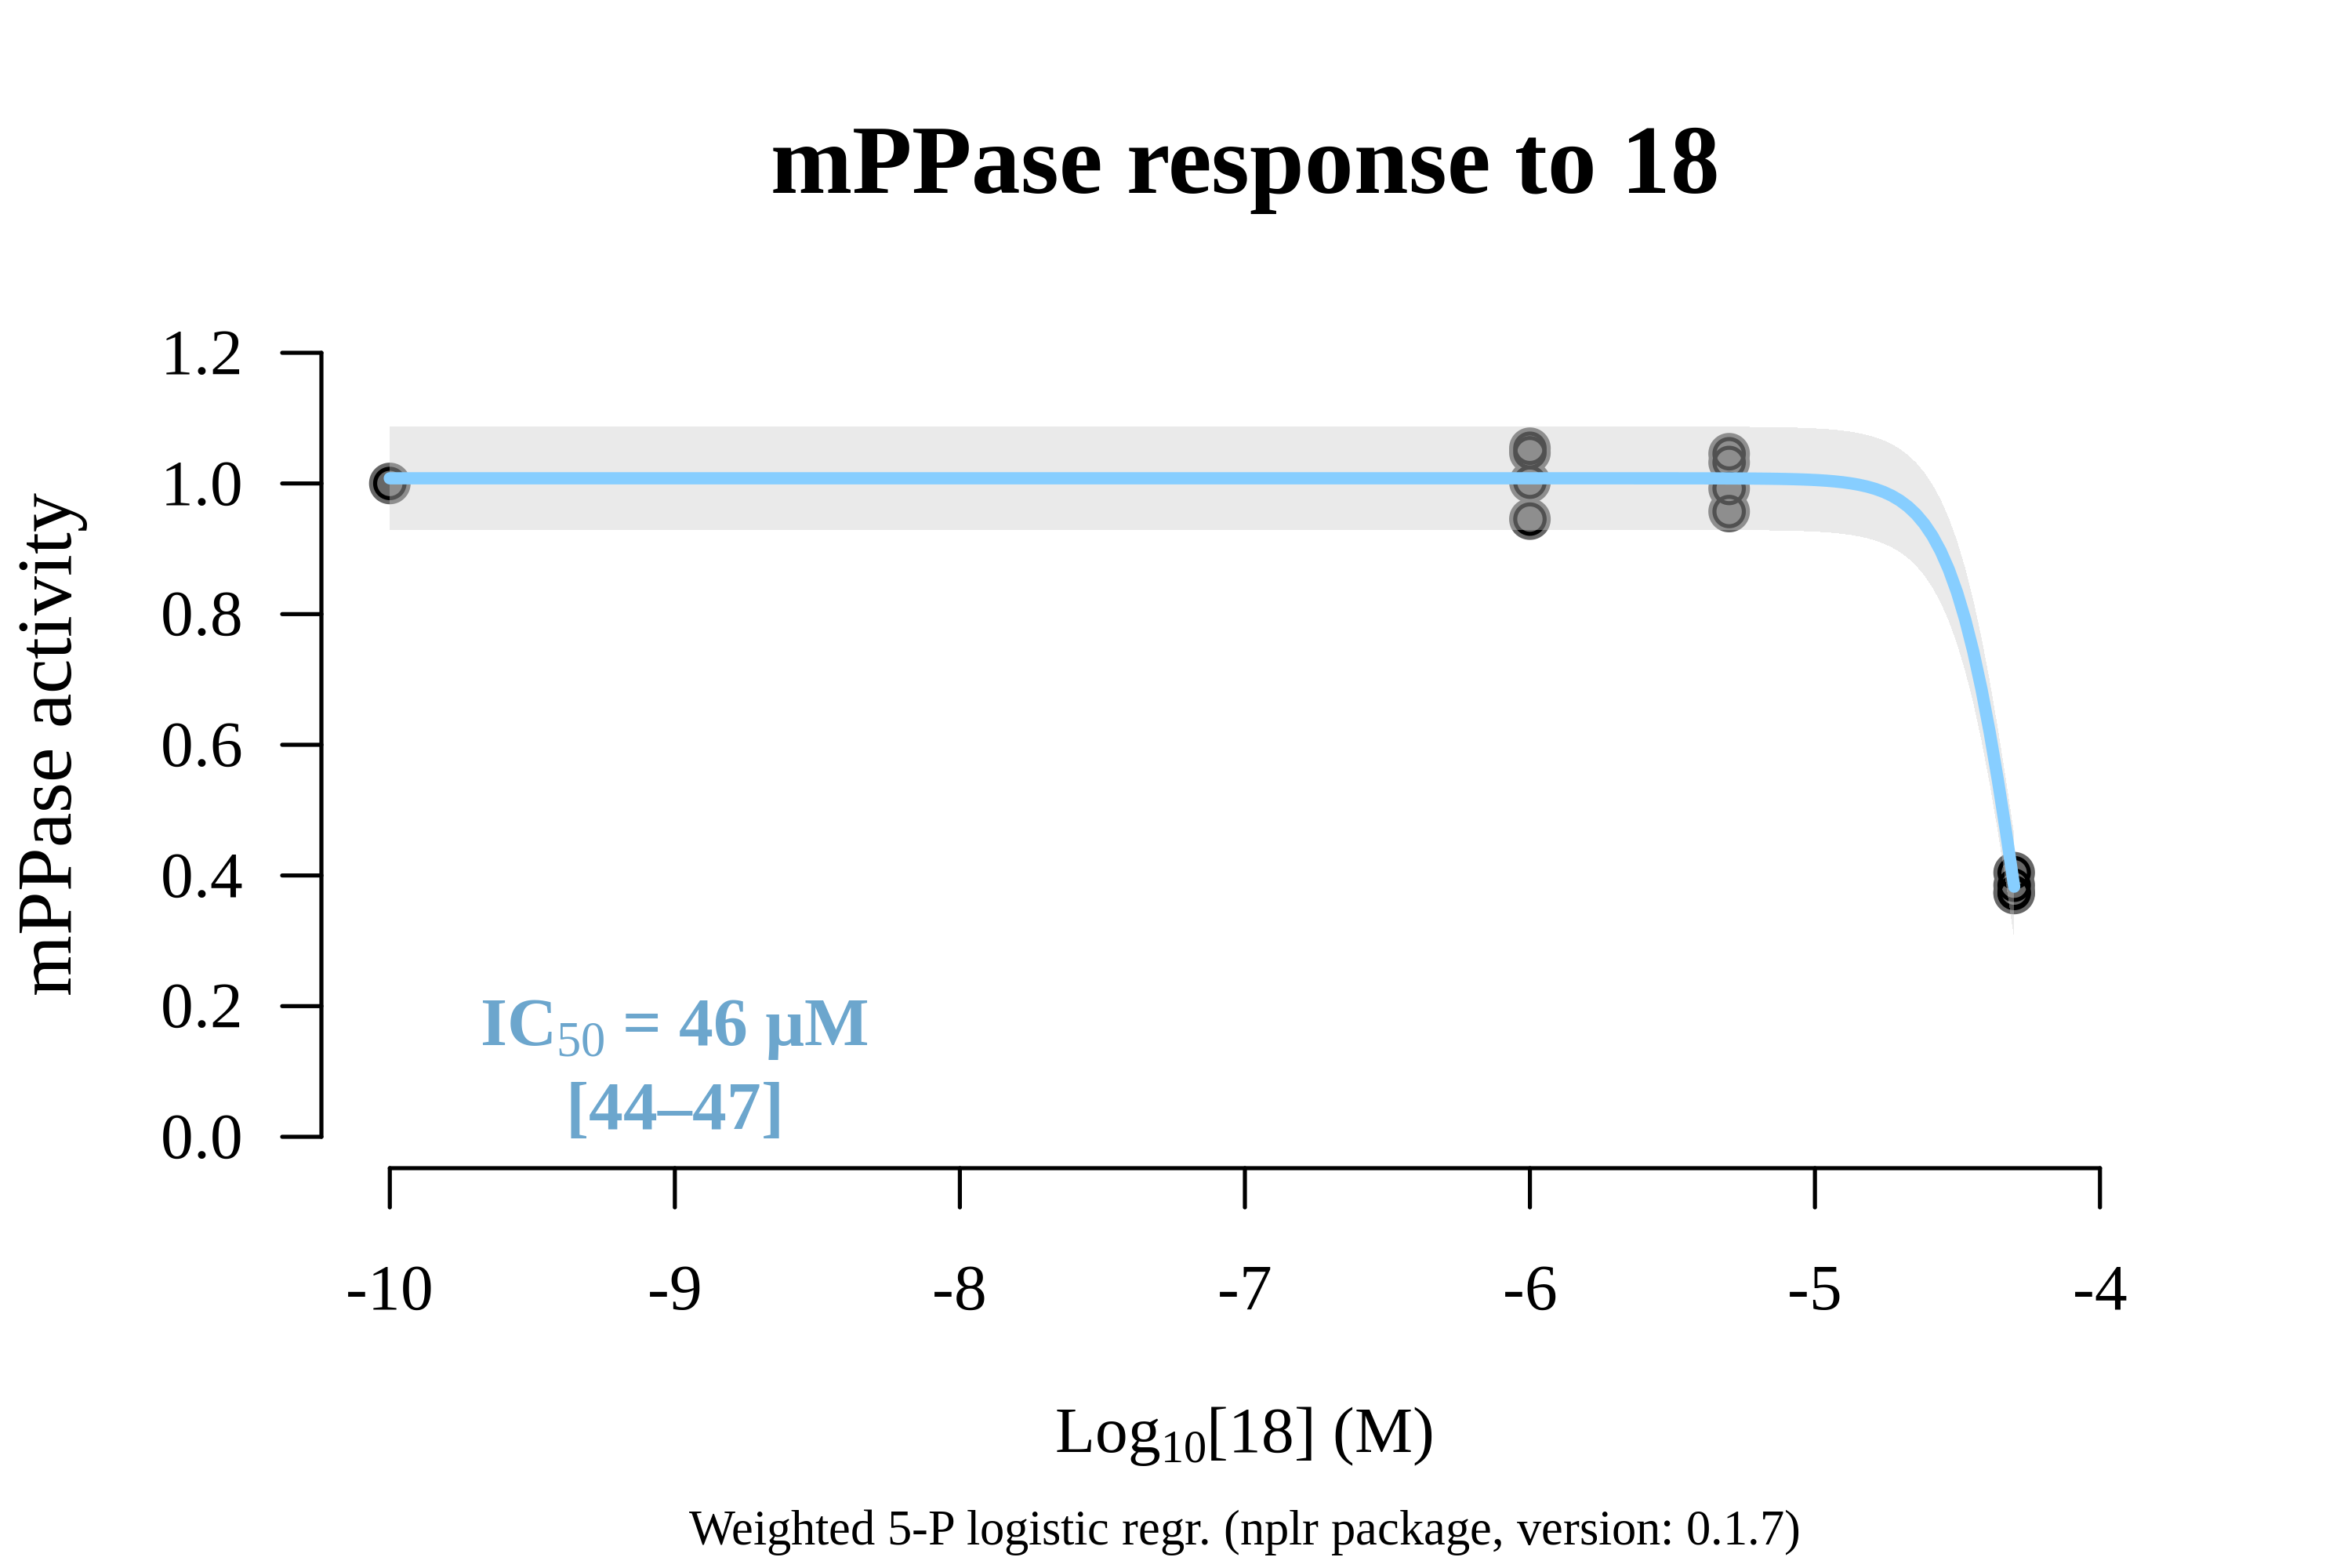 mPPase response to 18
1.2
1.0
0.8
0.6
0.4
0.2
0.0
mPPase activity
IC50 = 46 µM
[44–47]
-10 -9 -8 -7 -6 -5 -4
Log10[18] (M)
Weighted 5-P logistic regr. (nplr package, version: 0.1.7)